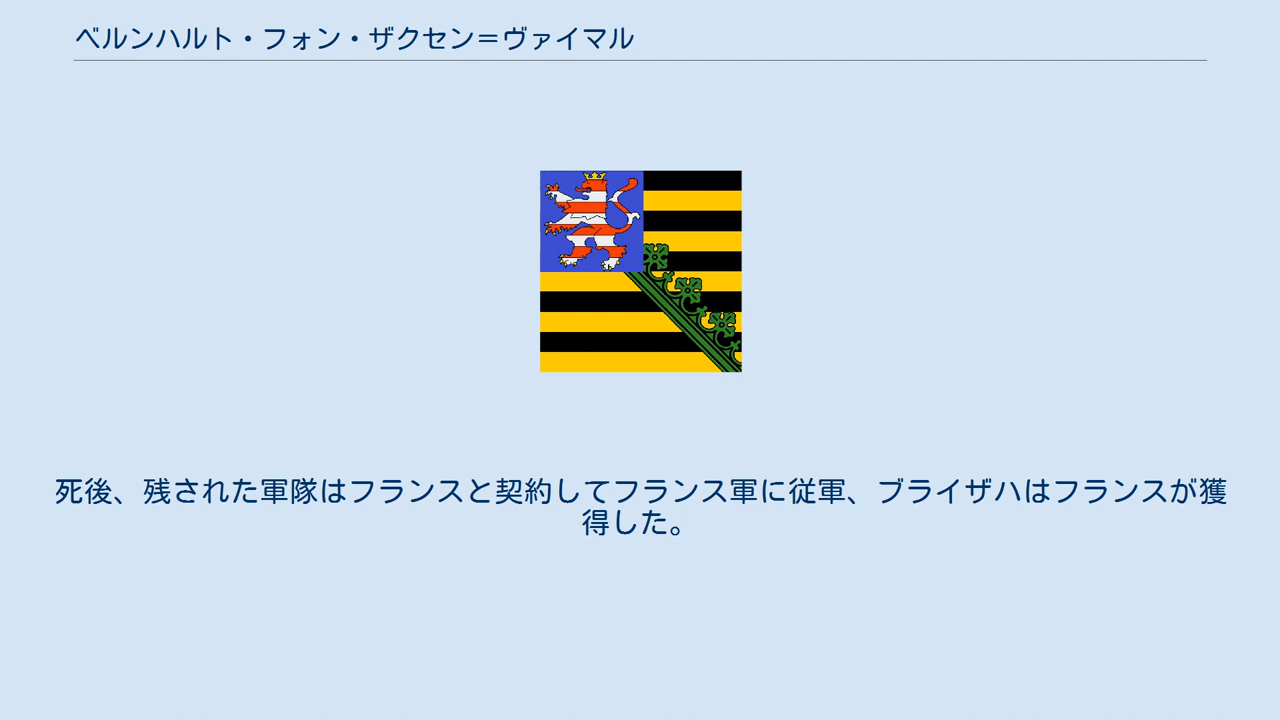 ベルンハルト・フォン・ザクセン＝ヴァイマル
死後、残された軍隊はフランスと契約してフランス軍に従軍、ブライザハはフランスが獲
得した。